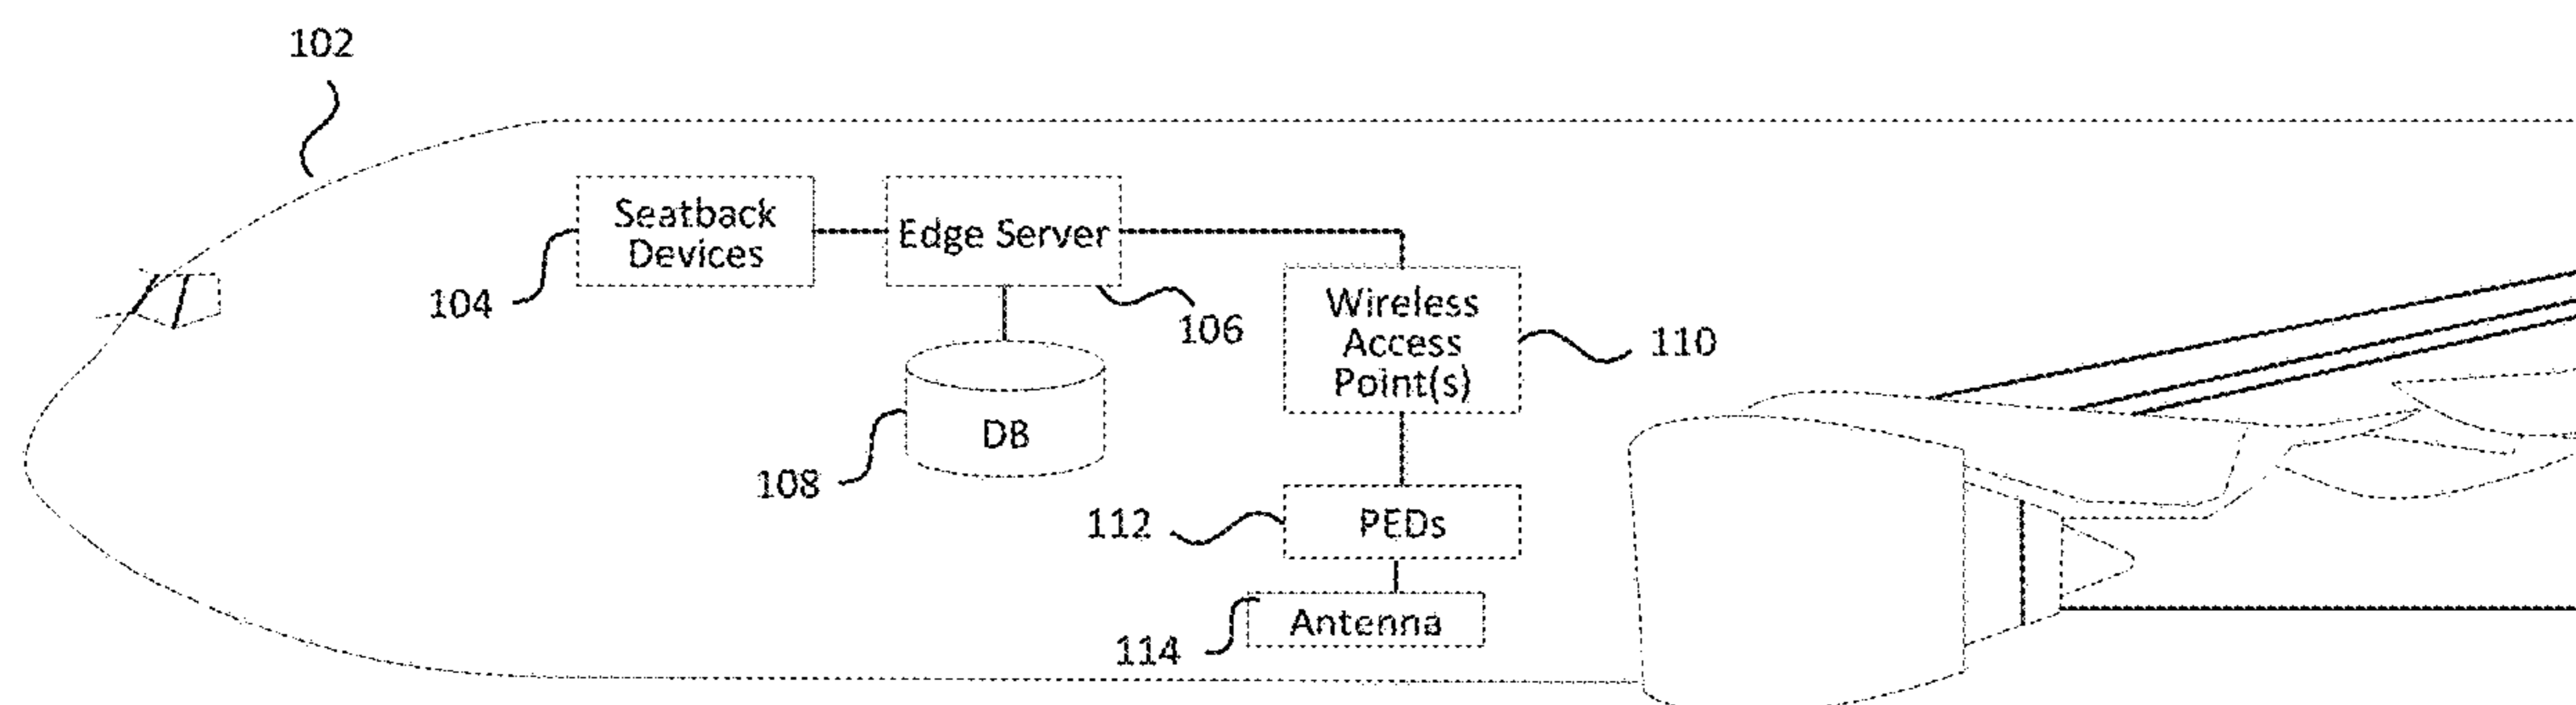 102
Seatback
Devices
Edge Server
104
106
Wireless
Access
Point(s)
110
DB
108
112
PEDs
Antenna
114